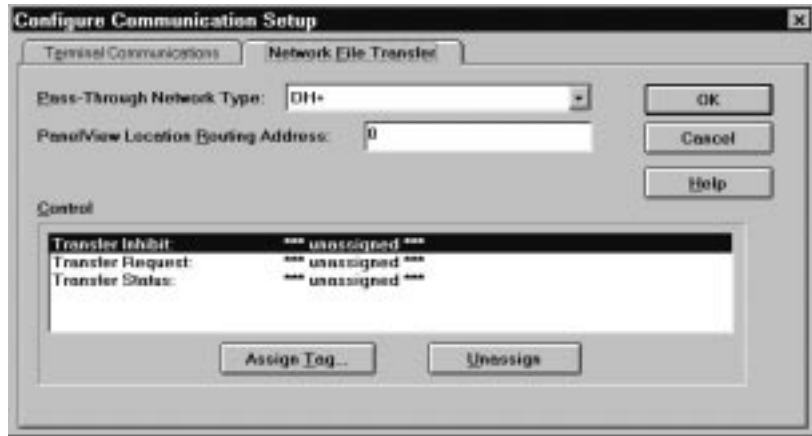 Configure Communication Setup
Terminal Communications
Network File Transfer
Pass-Through Network Type: DH+
OK
PanelView Location Routing Address: 0
Cancel
Help
Control
Transfer Inhibit: *** unassigned ***
Transfer Request: *** unassigned ***
Transfer Status: *** unassigned ***
Assign Tag...
Unassign